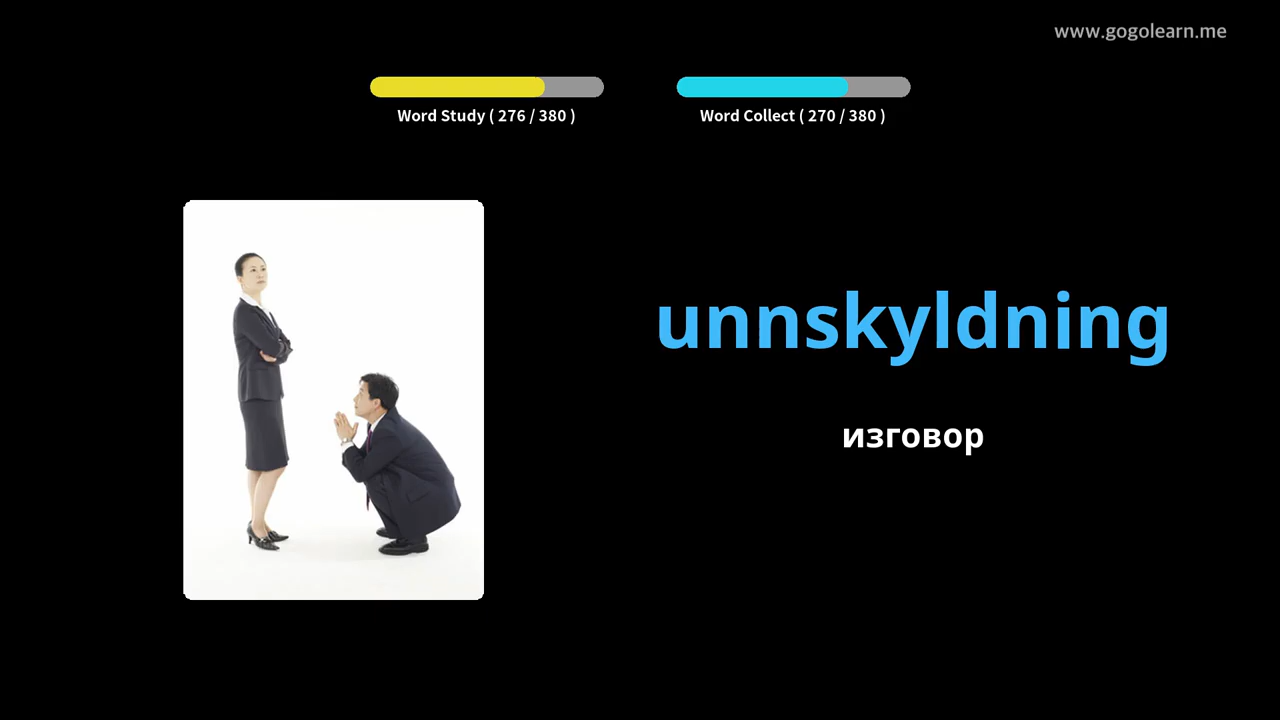 www.gogolearn.me
Word Study ( 276 / 380 )
Word Collect ( 270 / 380 )
unnskyldning
изговор